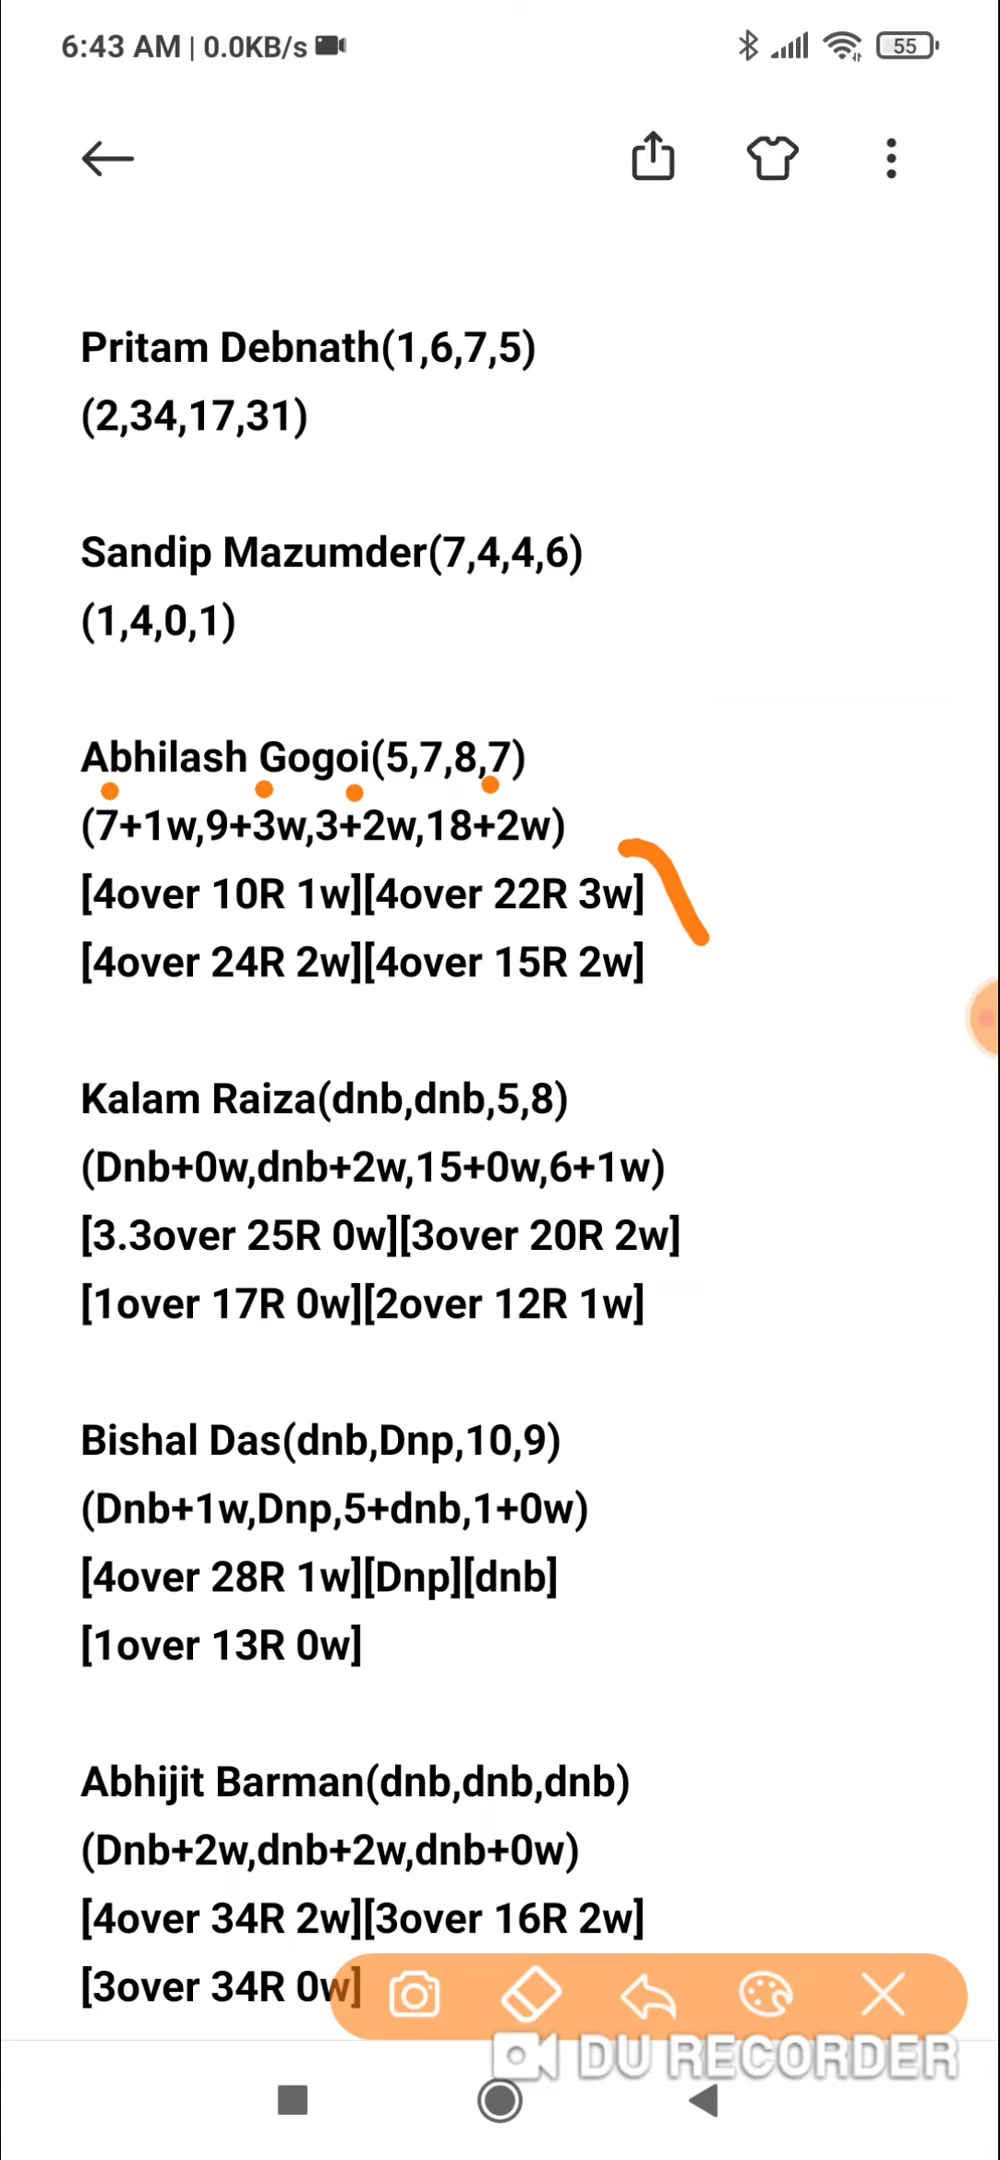 6:43 AM | 0.0KB/s 55
Pritam Debnath(1,6,7,5)
(2,34,17,31)
Sandip Mazumder(7,4,4,6)
(1,4,0,1)
Abhilash Gogoi(5,7,8,7)
(7+1w,9+3w,3+2w,18+2w)
[4over 10R 1w][4over 22R 3w]
[4over 24R 2w][4over 15R 2w]
Kalam Raiza(dnb,dnb,5,8)
(Dnb+0w,dnb+2w,15+0w,6+1w)
[3.3over 25R 0w][3over 20R 2w]
[1over 17R 0w][2over 12R 1w]
Bishal Das(dnb,Dnp,10,9)
(Dnb+1w,Dnp,5+dnb,1+0w)
[4over 28R 1w][Dnp][dnb]
[1over 13R 0w]
Abhijit Barman(dnb,dnb,dnb)
(Dnb+2w,dnb+2w,dnb+0w)
[4over 34R 2w][3over 16R 2w]
[3over 34R 0w]
DU RECORDER